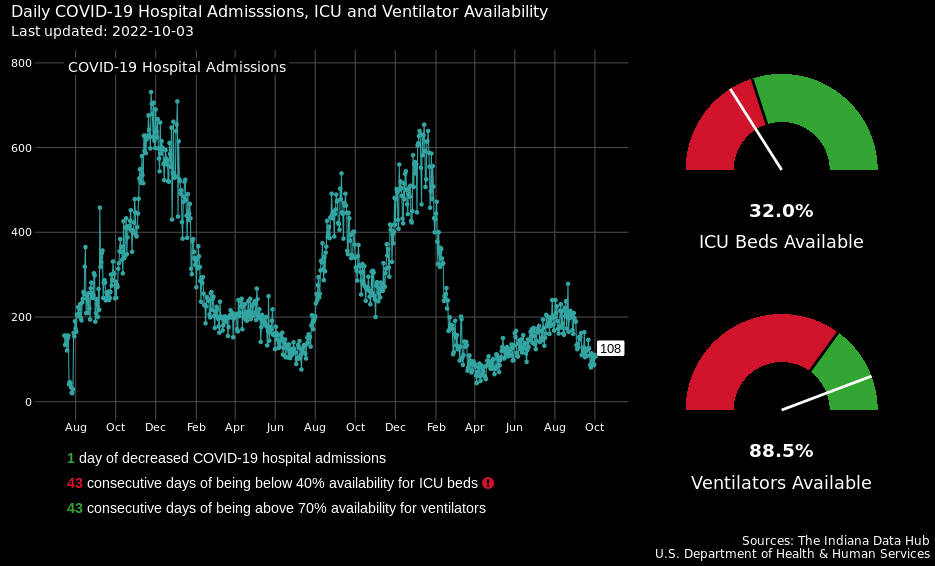 Daily COVID-19 Hospital Admisssions, ICU and Ventilator Availability
Last updated: 2022-10-03
COVID-19 Hospital Admissions
800
600
400
200
0
108
Aug Oct Dec Feb Apr Jun Aug Oct Dec Feb Apr Jun Aug Oct
1 day of decreased COVID-19 hospital admissions
43 consecutive days of being below 40% availability for ICU beds
43 consecutive days of being above 70% availability for ventilators
32.0%
ICU Beds Available
88.5%
Ventilators Available
Sources: The Indiana Data Hub
U.S. Department of Health & Human Services